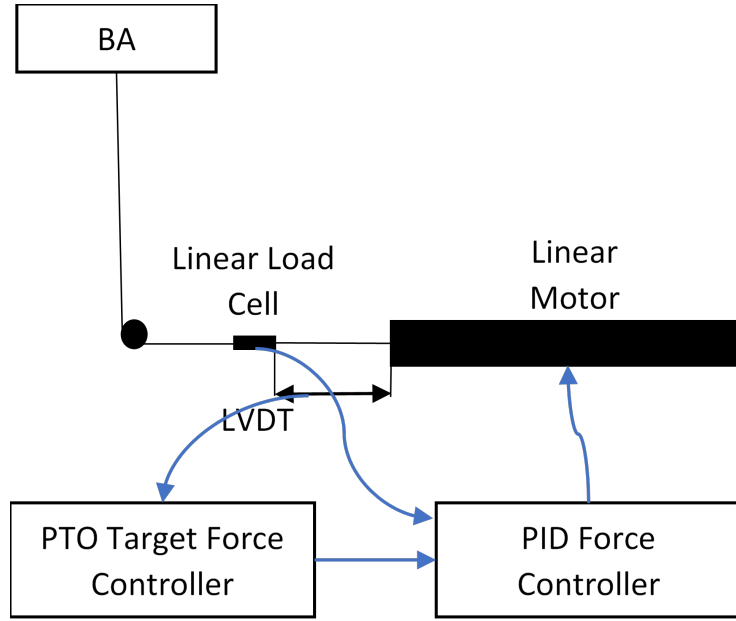 BA
Linear Load
Cell
Linear
Motor
LVDT
PTO Target Force
Controller
PID Force
Controller